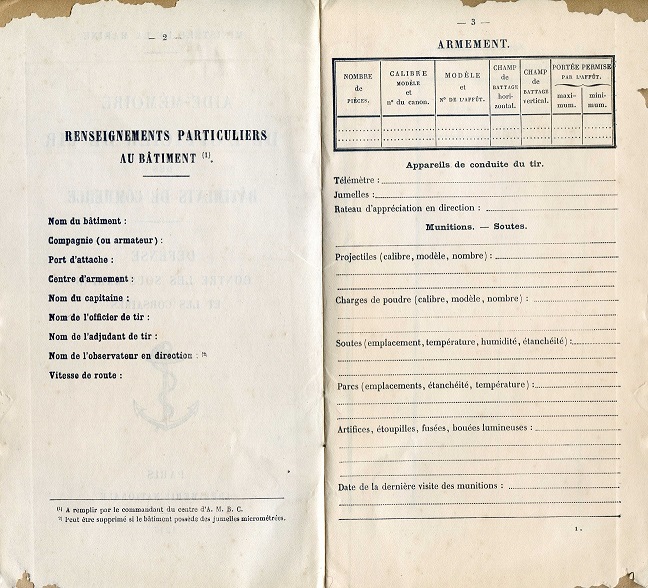 — 2 —
RENSEIGNEMENTS PARTICULIERS
AU BÂTIMENT (1).
Nom du bâtiment :
Compagnie (ou armateur) :
Port d'attache :
Centre d'armement :
Nom du capitaine :
Nom de l'officier de tir :
Nom de l'adjudant de tir :
Nom de l'observateur en direction : (2)
Vitesse de route :
(1) A remplir par le commandant du centre d'A. M. B. C.
Peut être supprimé si le bâtiment possède des jumelles micrométrées.
— 3 —
ARMEMENT.
NOMBRE
de
PIÈCES.
CALIBRE
MODÈLE
et
n° du canon.
MODÈLE
et
N° DE L'AFFÛT.
CHAMP
de
BATTAGE
hori-
zontal.
CHAMP
de
BATTAGE
vertical.
PORTÉE PERMISE
PAR L'AFFÛT.
maxi-
mum.
mini-
mum.
Appareils de conduite du tir.
Télémètre :
Jumelles :
Rateau d'appréciation en direction :
Munitions. — Soutes.
Projectiles (calibre, modèle, nombre) :
Charges de poudre (calibre, modèle, nombre) :
Soutes (emplacement, température, humidité, étanchéité) :
Parcs (emplacements, étanchéité, température) :
Artifices, étoupilles, fusées, bouées lumineuses :
Date de la dernière visite des munitions :
1.